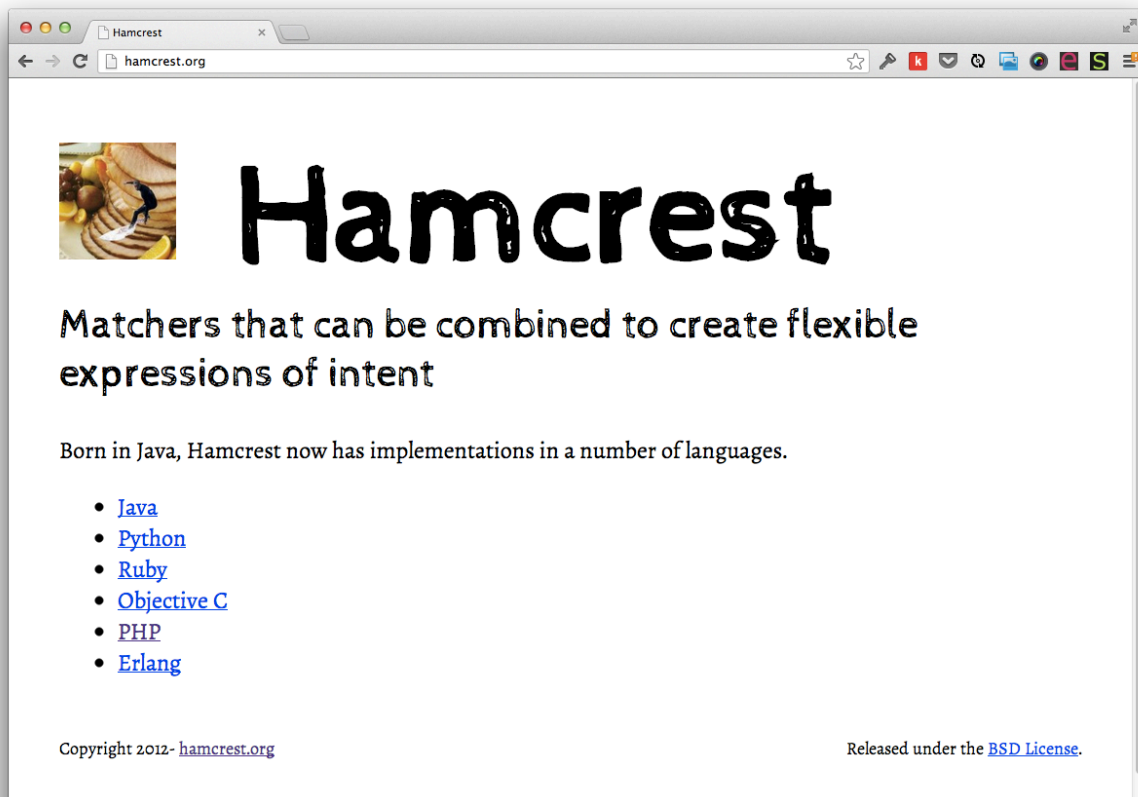 Hamcrest
hamcrest.org
Hamcrest
Matchers that can be combined to create flexible
expressions of intent
Born in Java, Hamcrest now has implementations in a number of languages.
Java
Python
Ruby
Objective C
PHP
Erlang
Copyright 2012- hamcrest.org
Released under the BSD License.